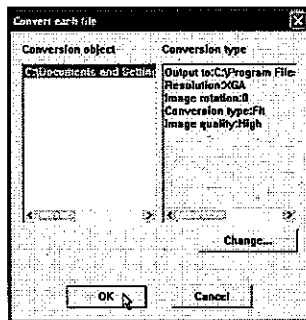 Convert each file
Conversion object
Conversion type
C:\Documents and Setting
Output to:C:\Program File
Resolution:XGA
Image rotation:0
Conversion type:Fit
Image quality:High
Change...
OK
Cancel